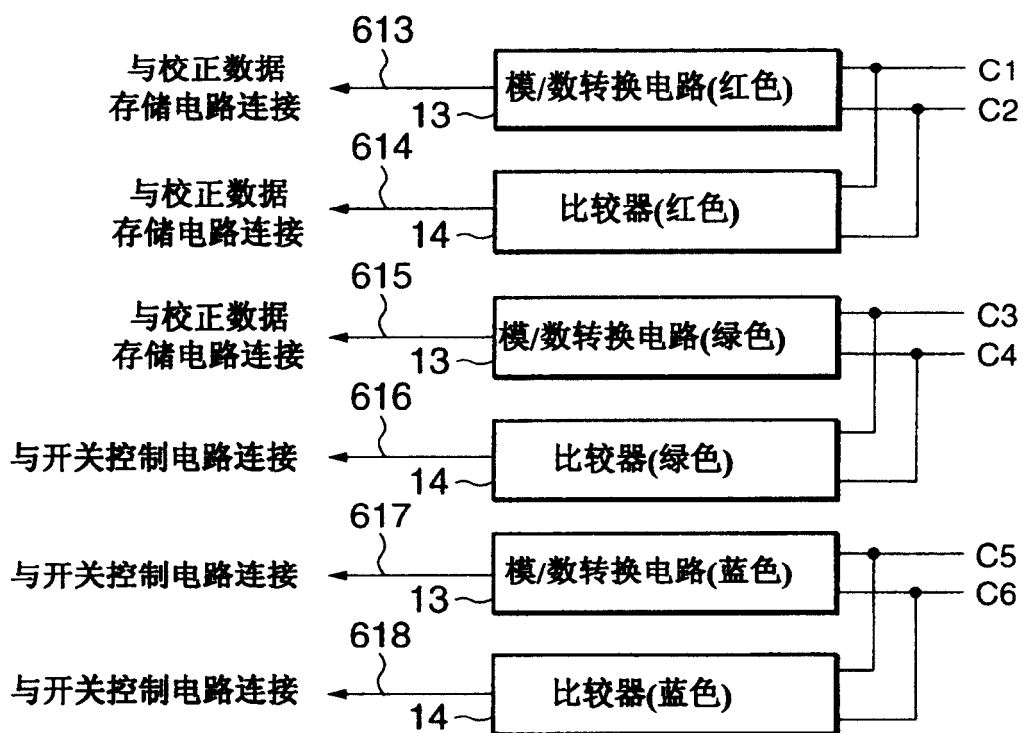 613
与校正数据
存储电路连接
13
模/数转换电路(红色)
C1
C2
614
与校正数据
存储电路连接
14
比较器(红色)
615
与校正数据
存储电路连接
13
模/数转换电路(绿色)
C3
C4
616
与开关控制电路连接
14
比较器(绿色)
617
与开关控制电路连接
13
模/数转换电路(蓝色)
C5
C6
618
与开关控制电路连接
14
比较器(蓝色)